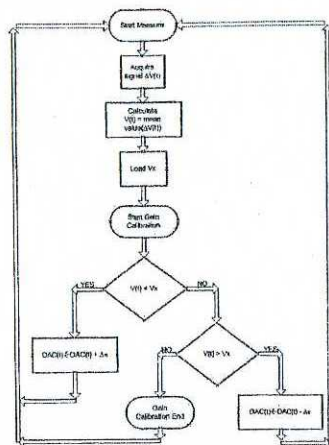 Start Measure
Acquire
signal ΔV(t)
Calculate
V(t) = mean
value(ΔV(t))
Load Vx
Start Gain
Calibration
V(t) < Vx
YES
NO
V(t) > Vx
NO
YES
DAC(t)=DAC(t) + Δx
Gain
Calibration End
DAC(t)=DAC(t) - Δx